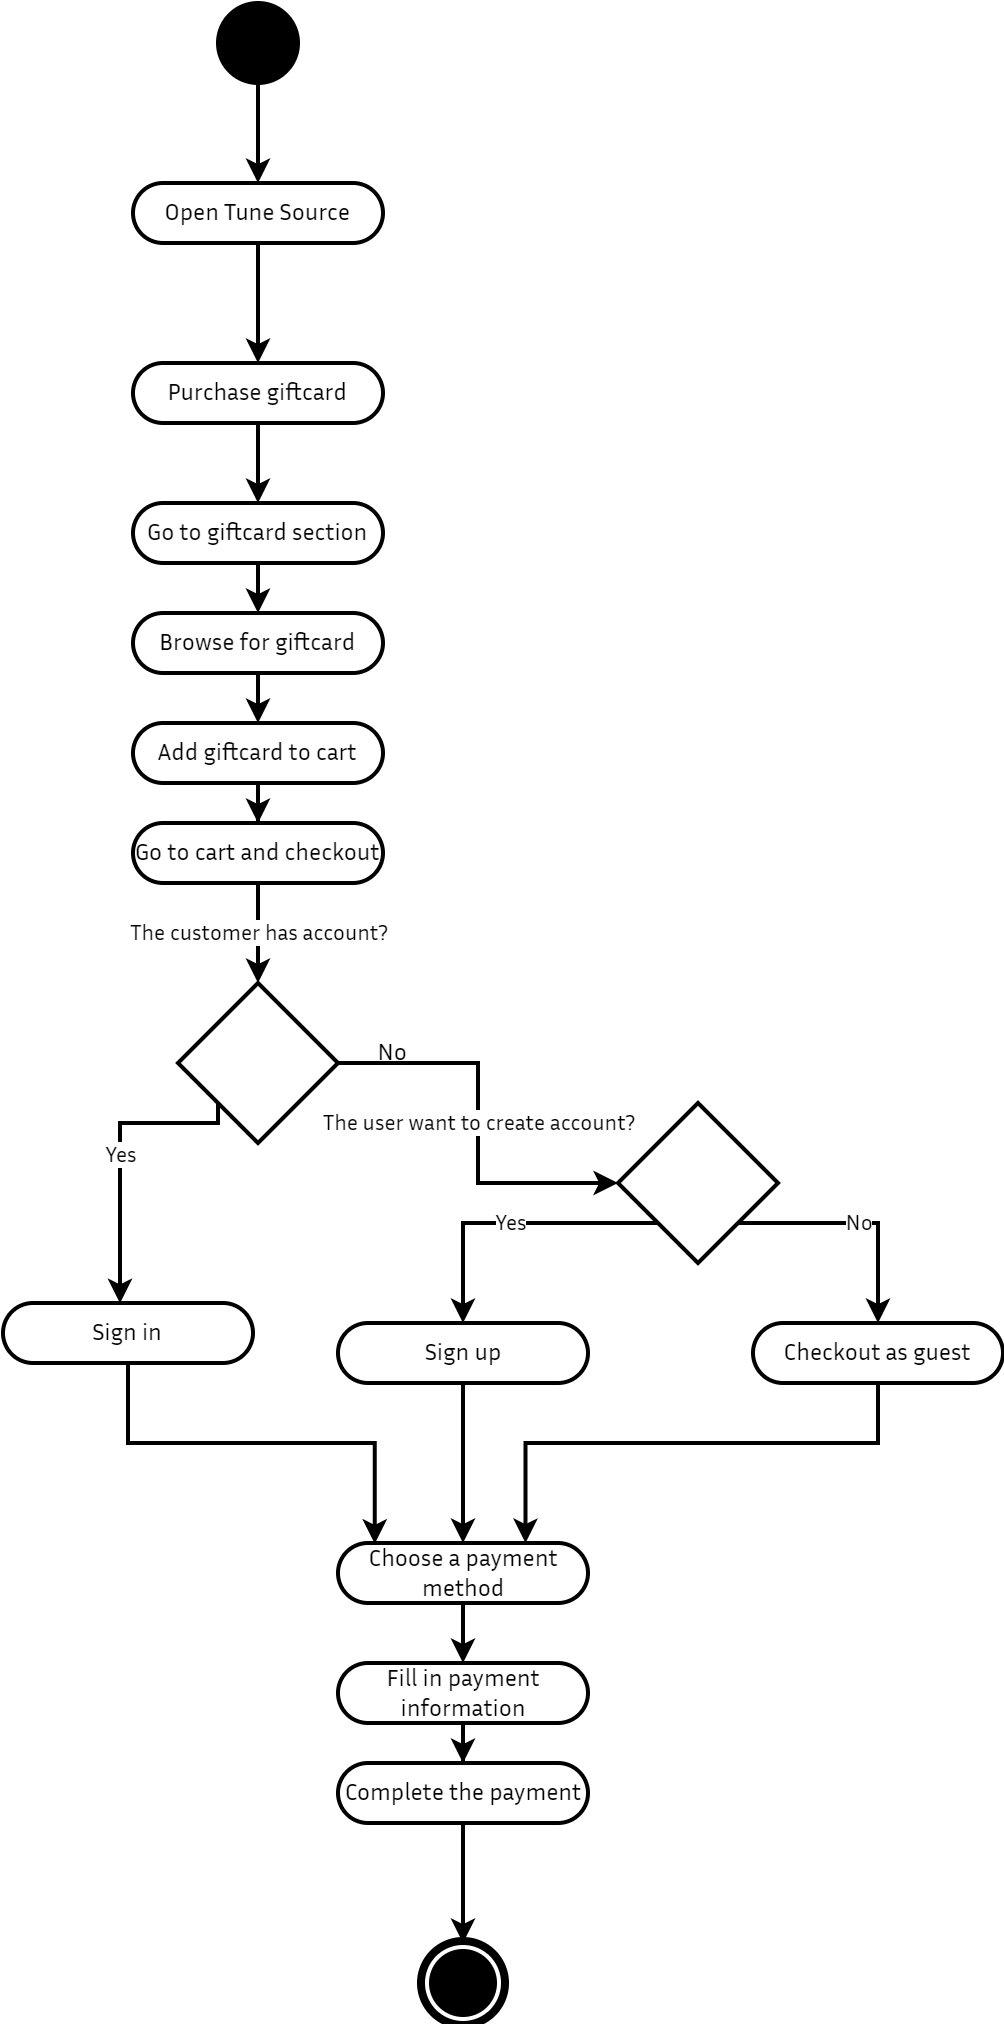 Open Tune Source
Purchase giftcard
Go to giftcard section
Browse for giftcard
Add giftcard to cart
Go to cart and checkout
The customer has account?
No
The user want to create account?
Yes
Yes
No
Sign in
Sign up
Checkout as guest
Choose a payment
method
Fill in payment
information
Complete the payment